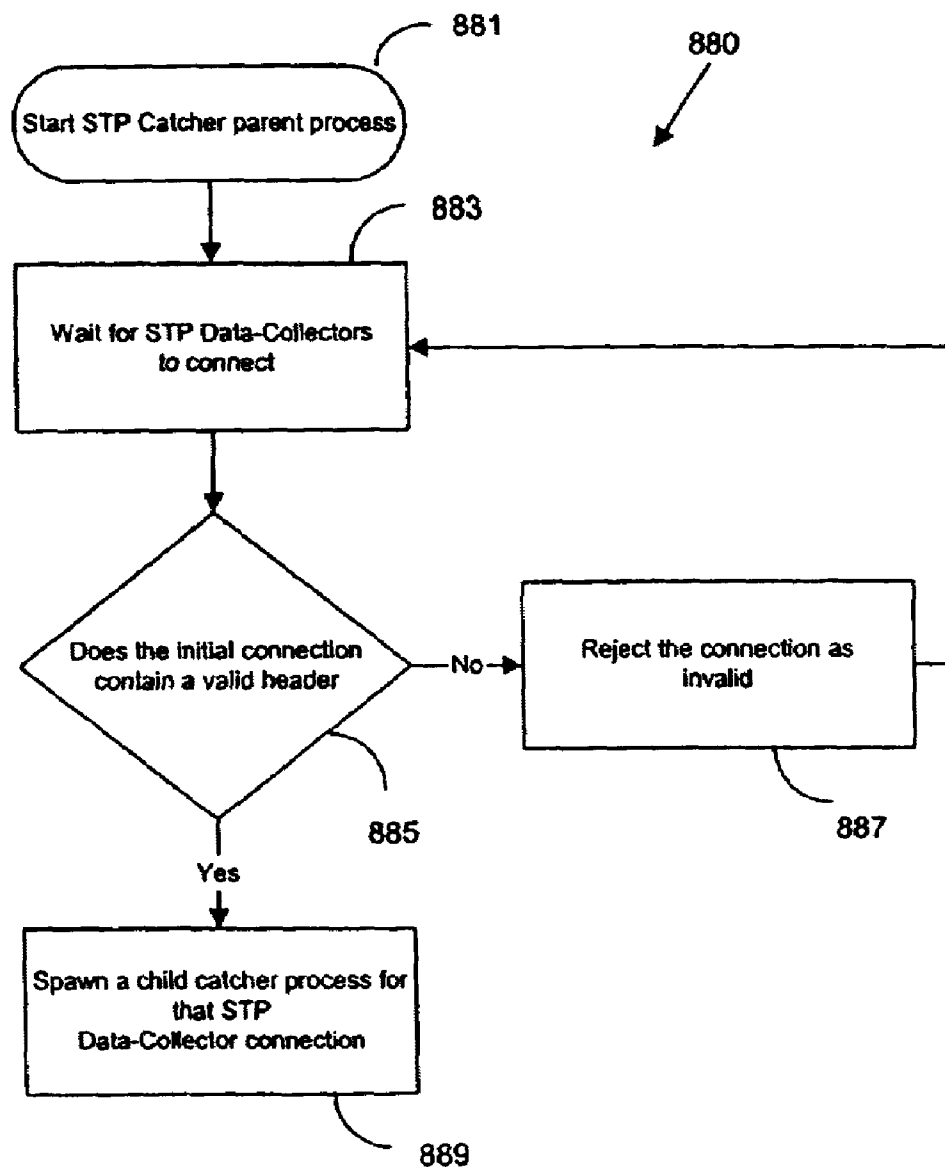 881
880
Start STP Catcher parent process
883
Wait for STP Data-Collectors
to connect
Does the initial connection
contain a valid header
No
Reject the connection as
invalid
885
887
Yes
Spawn a child catcher process for
that STP
Data-Collector connection
889